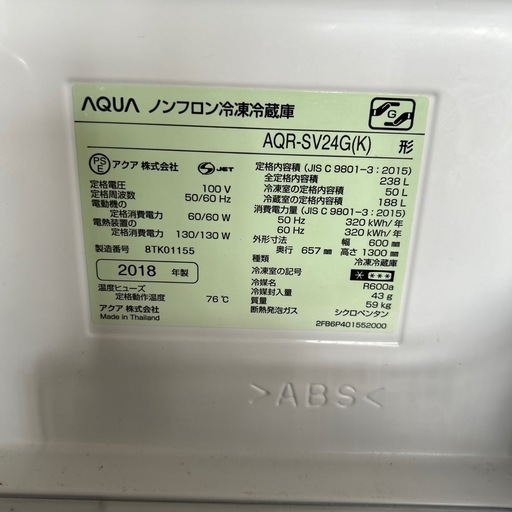 AQUA ノンフロン冷凍冷蔵庫
G
AQR-SV24G(K) 形
PSE アクア 株式会社 S JET
定格電圧 100 V
定格周波数 50/60 Hz
電動機の
定格消費電力 60/60 W
電熱装置の
定格消費電力 130/130 W
製造番号 8TK01155
2018 年製
温度ヒューズ
定格動作温度 76℃
アクア 株式会社
Made in Thailand
定格内容積 (JIS C 9801-3:2015)
全定格内容積 238 L
冷凍室の定格内容積 50 L
冷蔵室の定格内容積 188 L
消費電力量 (JIS C 9801-3:2015)
50 Hz 320 kWh/年
60 Hz 320 kWh/年
外形寸法 幅 600 mm
奥行 657 mm 高さ 1300 mm
種類 冷凍冷蔵庫
冷凍室の記号 * ***
冷媒名 R600a
冷媒封入量 43 g
質量 59 kg
断熱発泡ガス シクロペンタン
2FB6P401552000
>ABS<